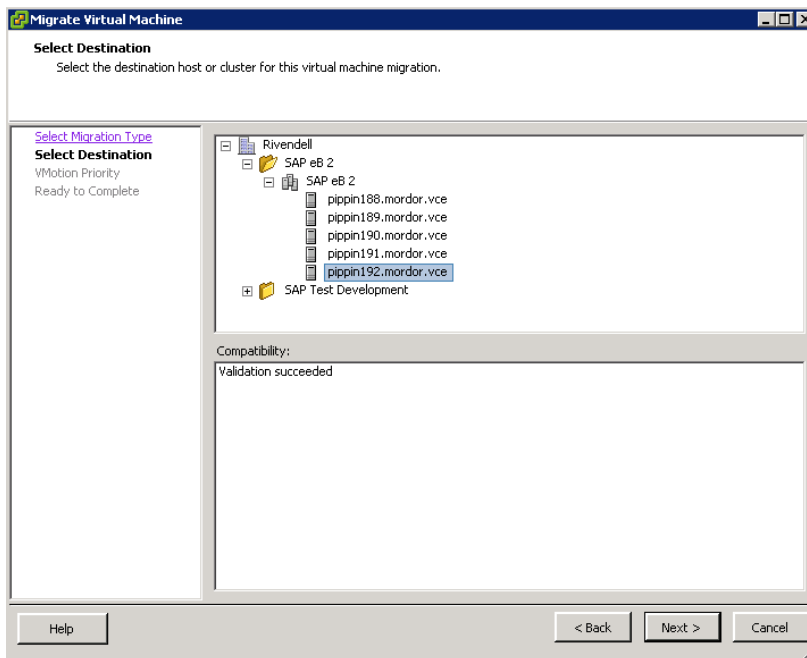 Migrate Virtual Machine
Select Destination
Select the destination host or cluster for this virtual machine migration.
Select Migration Type
Select Destination
VMotion Priority
Ready to Complete
Rivendell
SAP eB 2
SAP eB 2
pippin188.mordor.vce
pippin189.mordor.vce
pippin190.mordor.vce
pippin191.mordor.vce
pippin192.mordor.vce
SAP Test Development
Compatibility:
Validation succeeded
Help
< Back
Next >
Cancel